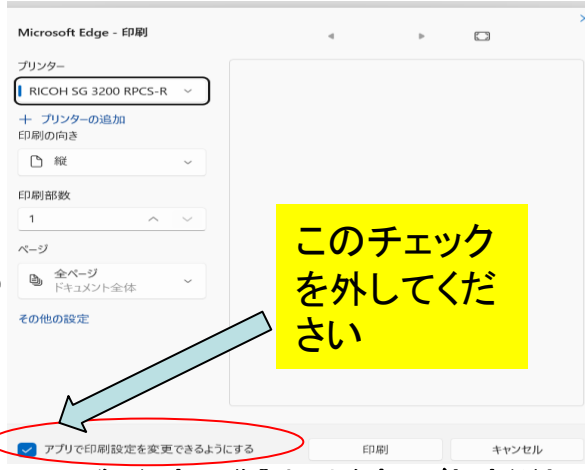 Microsoft Edge - 印刷
プリンター
RICOH SG 3200 RPCS-R
プリンターの追加
印刷の向き
縦
印刷部数
1
ページ
全ページ
ドキュメント全体
その他の設定
このチェック
を外してくだ
さい
アプリで印刷設定を変更できるようにする
印刷
キャンセル